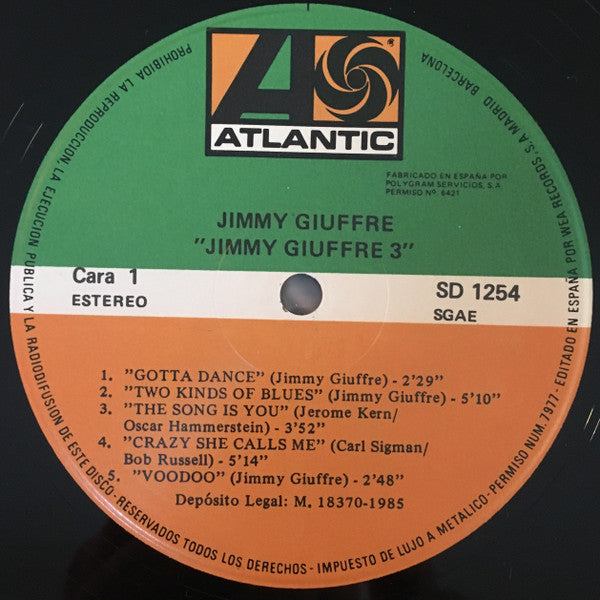 ATLANTIC
FABRICADO EN ESPAÑA POR
POLYGRAM SERVICIOS, S.A.
PERMISO Nº. 6421
JIMMY GIUFFRE
"JIMMY GIUFFRE 3"
Cara 1
ESTEREO
SD 1254
SGAE
1. "GOTTA DANCE" (Jimmy Giuffre) - 2'29"
2. "TWO KINDS OF BLUES" (Jimmy Giuffre) - 5'10"
3. "THE SONG IS YOU" (Jerome Kern/
Oscar Hammerstein) - 3'52"
4. "CRAZY SHE CALLS ME" (Carl Sigman/
Bob Russell) - 5'14"
5. "VOODOO" (Jimmy Giuffre) - 2'48"
Depósito Legal: M. 18370-1985
PROHIBIDA LA REPRODUCCION, LA EJECUCION PUBLICA Y LA RADIODIFUSION DE ESTE DISCO - RESERVADOS TODOS LOS DERECHOS - IMPUESTO DE LUJO A METALICO - PERMISO NUM. 7977 - EDITADO EN ESPAÑA POR WEA RECORDS, S.A. MADRID BARCELONA